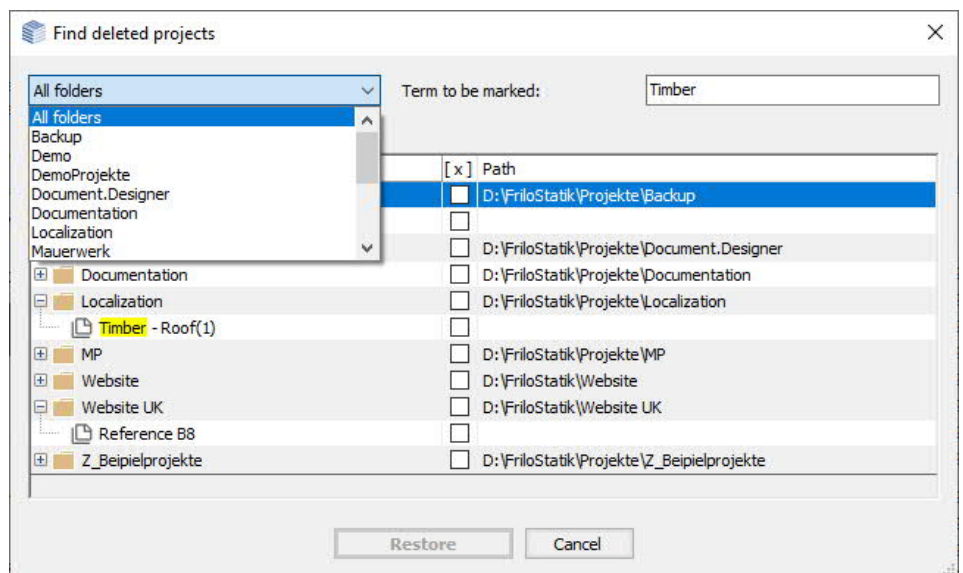 Find deleted projects
All folders
Term to be marked:
Timber
All folders
Backup
Demo
DemoProjekte
Document.Designer
Documentation
Localization
Mauerwerk
[x] Path
D:\FriloStatik\Projekte\Backup
D:\FriloStatik\Projekte\Document.Designer
Documentation D:\FriloStatik\Projekte\Documentation
Localization D:\FriloStatik\Projekte\Localization
Timber - Roof(1)
MP D:\FriloStatik\Projekte\MP
Website D:\FriloStatik\Website
Website UK D:\FriloStatik\Website UK
Reference B8
Z_Beipielprojekte D:\FriloStatik\Projekte\Z_Beipielprojekte
Restore Cancel